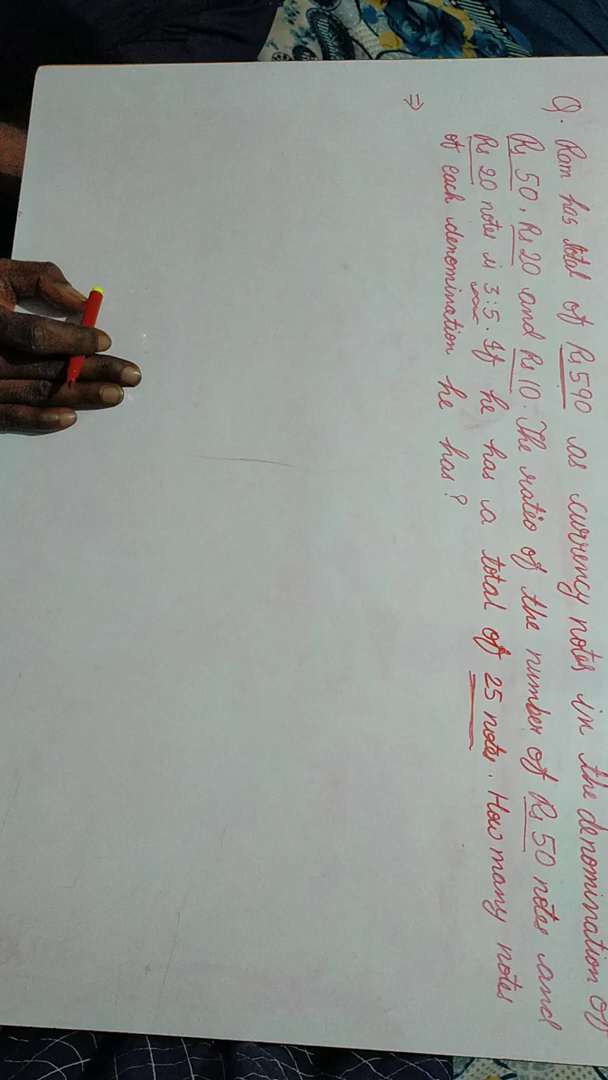 Q. Ram has total of Rs 590 as currency notes in the denomination of
Rs 50, Rs 20 and Rs 10. The ratio of the number of Rs 50 notes and
Rs 20 notes is 3:5. If he has a total of 25 notes. How many notes
of each denomination he has?
⇒